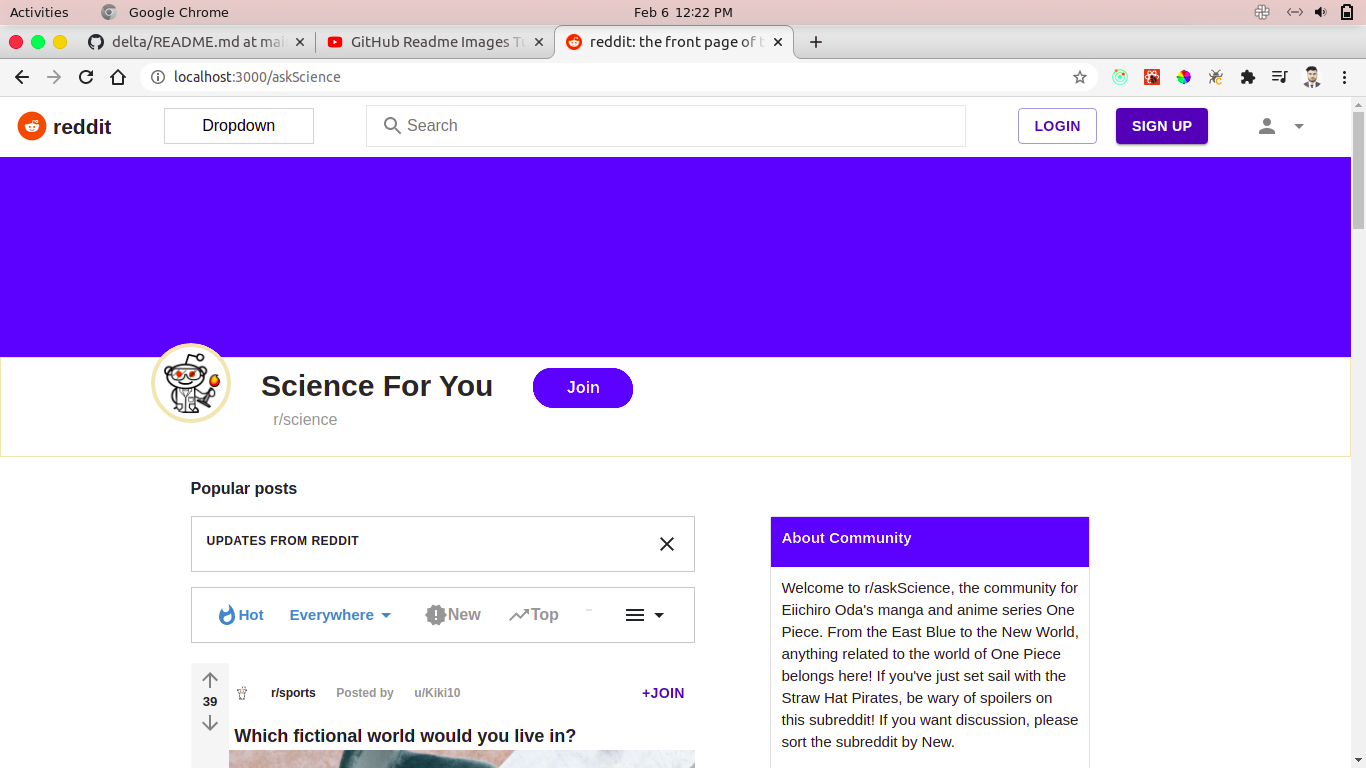 Activities Google Chrome Feb 6 12:22 PM
delta/README.md at mai GitHub Readme Images Tu reddit: the front page of t
localhost:3000/askScience
reddit Dropdown Search LOGIN SIGN UP
Science For You Join
r/science
Popular posts
UPDATES FROM REDDIT
Hot Everywhere New Top
39 r/sports Posted by u/Kiki10 +JOIN
Which fictional world would you live in?
About Community
Welcome to r/askScience, the community for
Eiichiro Oda's manga and anime series One
Piece. From the East Blue to the New World,
anything related to the world of One Piece
belongs here! If you've just set sail with the
Straw Hat Pirates, be wary of spoilers on
this subreddit! If you want discussion, please
sort the subreddit by New.